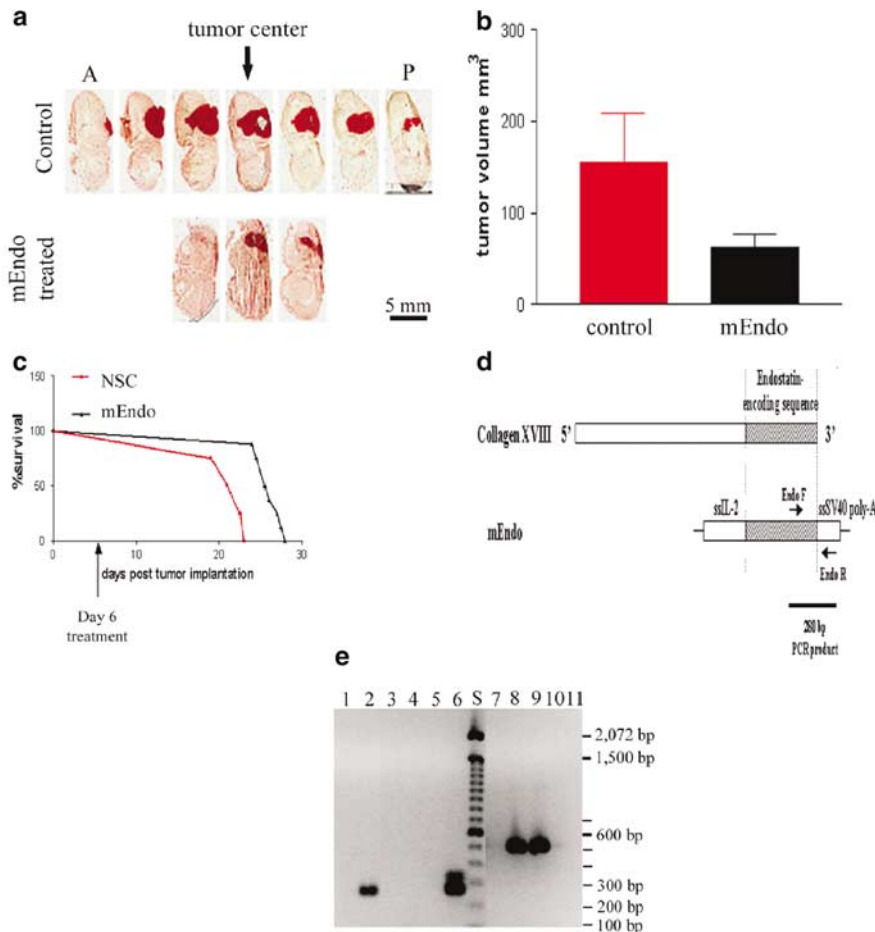 a
tumor center
A
P
Control
mEndo
treated
5 mm
b
tumor volume mm3
300
200
100
0
control
mEndo
c
NSC
mEndo
%survival
150
100
50
0
0
10
20
30
days post tumor implantation
Day 6
treatment
d
Endostatin-
encoding sequence
Collagen XVIII
5’
3’
mEndo
ssIL-2
Endo F
ssSV40 poly-A
Endo R
280 bp
PCR product
e
1 2 3 4 5 6 S 7 8 9 10 11
2,072 bp
1,500 bp
600 bp
300 bp
200 bp
100 bp